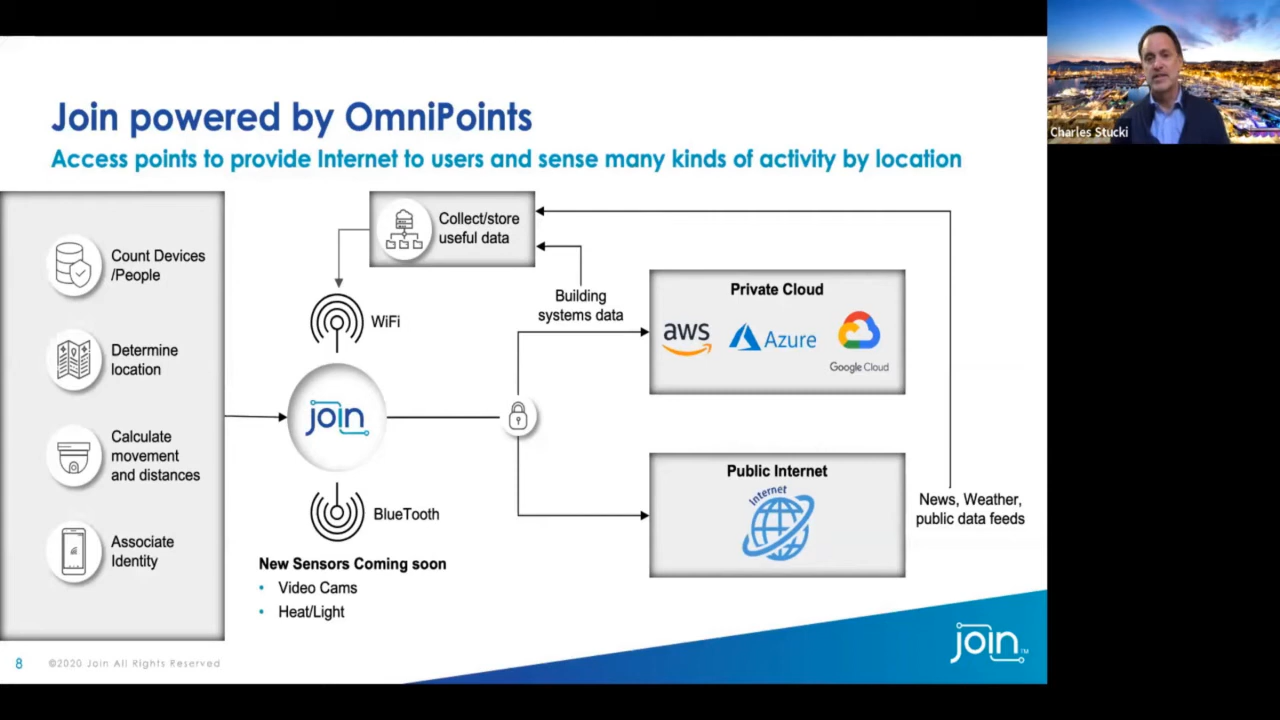 Join powered by OmniPoints
Access points to provide Internet to users and sense many kinds of activity by location
Count Devices
/People
Determine
location
Calculate
movement
and distances
Associate
Identity
Collect/store
useful data
WiFi
join
BlueTooth
New Sensors Coming soon
• Video Cams
• Heat/Light
Building
systems data
Private Cloud
aws
Azure
Google Cloud
Public Internet
Internet
News, Weather,
public data feeds
8
©2020 Join All Rights Reserved
join™
Charles Stucki